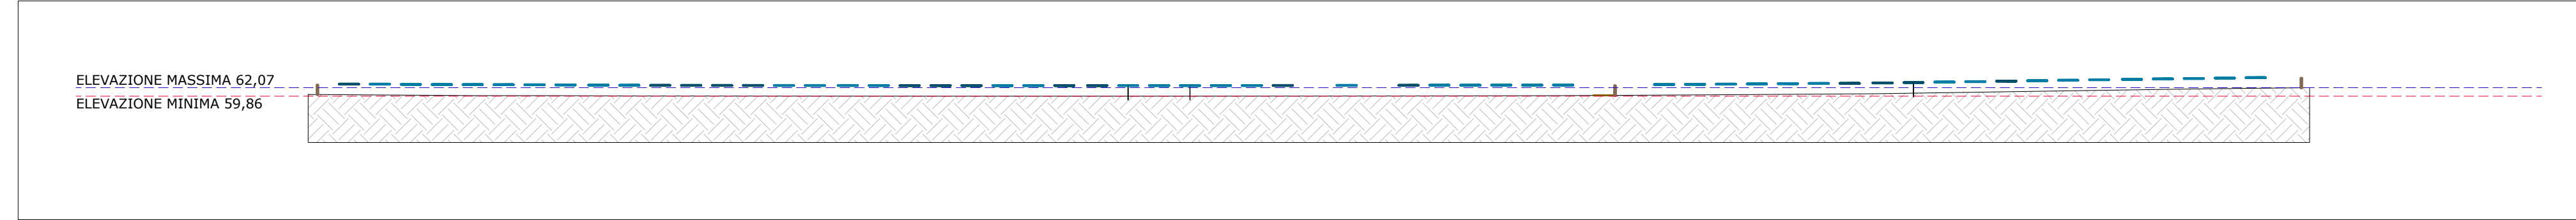 ELEVAZIONE MASSIMA 62,07
ELEVAZIONE MINIMA 59,86